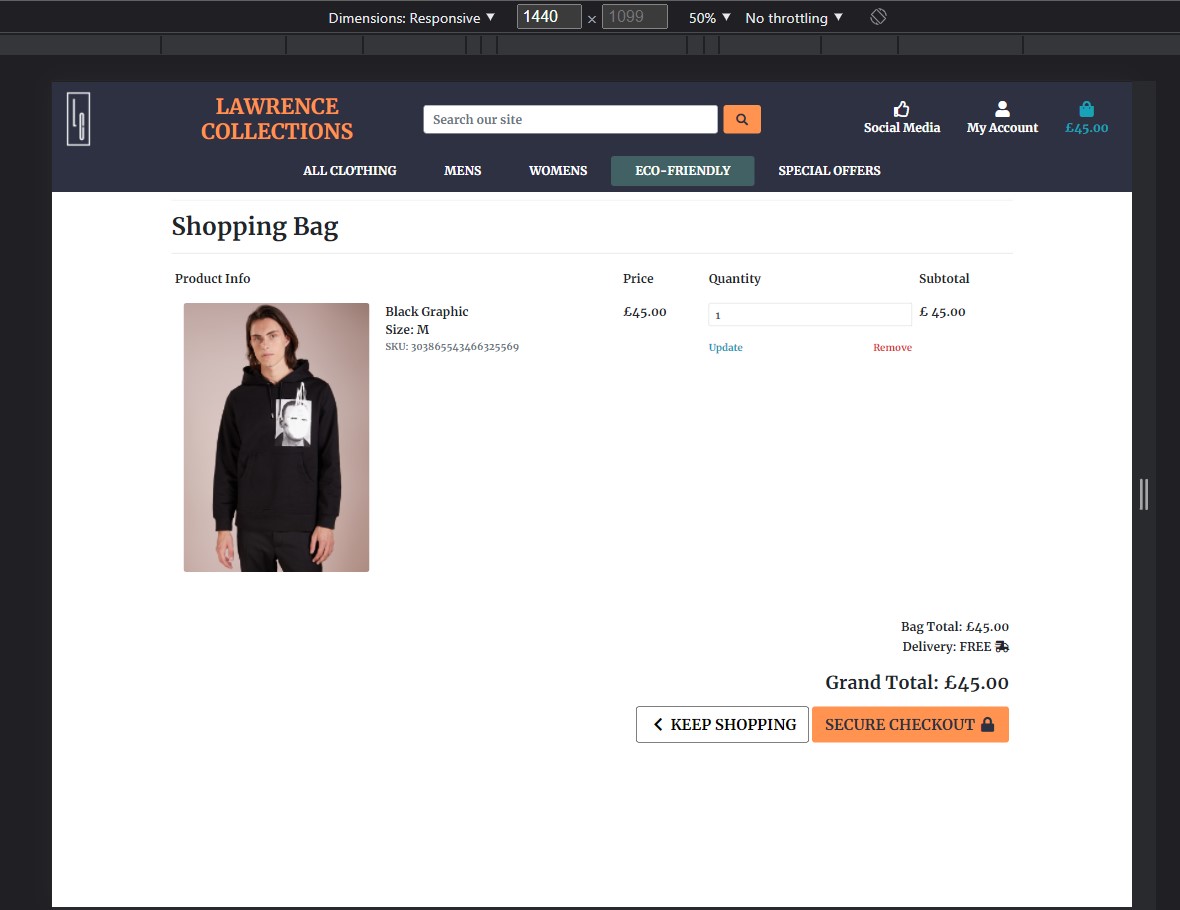 Dimensions: Responsive ▼ 1440 × 1099 50% ▼ No throttling ▼
LAWRENCE
COLLECTIONS
Search our site
Social Media My Account £45.00
ALL CLOTHING MENS WOMENS ECO-FRIENDLY SPECIAL OFFERS
Shopping Bag
Product Info Price Quantity Subtotal
Black Graphic £45.00 1 £ 45.00
Size: M
SKU: 303865543466325569 Update Remove
Bag Total: £45.00
Delivery: FREE
Grand Total: £45.00
KEEP SHOPPING SECURE CHECKOUT